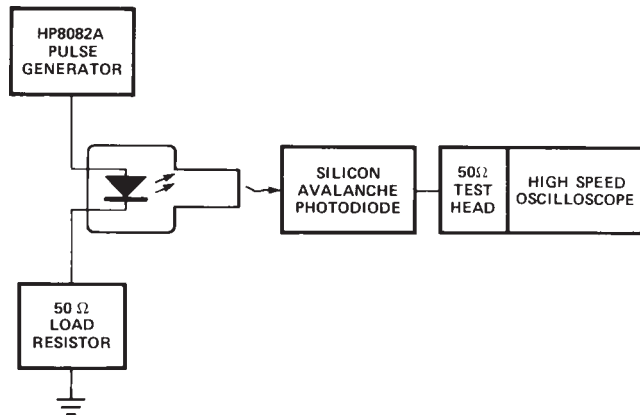 HP8082A
PULSE
GENERATOR
SILICON
AVALANCHE
PHOTODIODE
50Ω
TEST
HEAD
HIGH SPEED
OSCILLOSCOPE
50 Ω
LOAD
RESISTOR